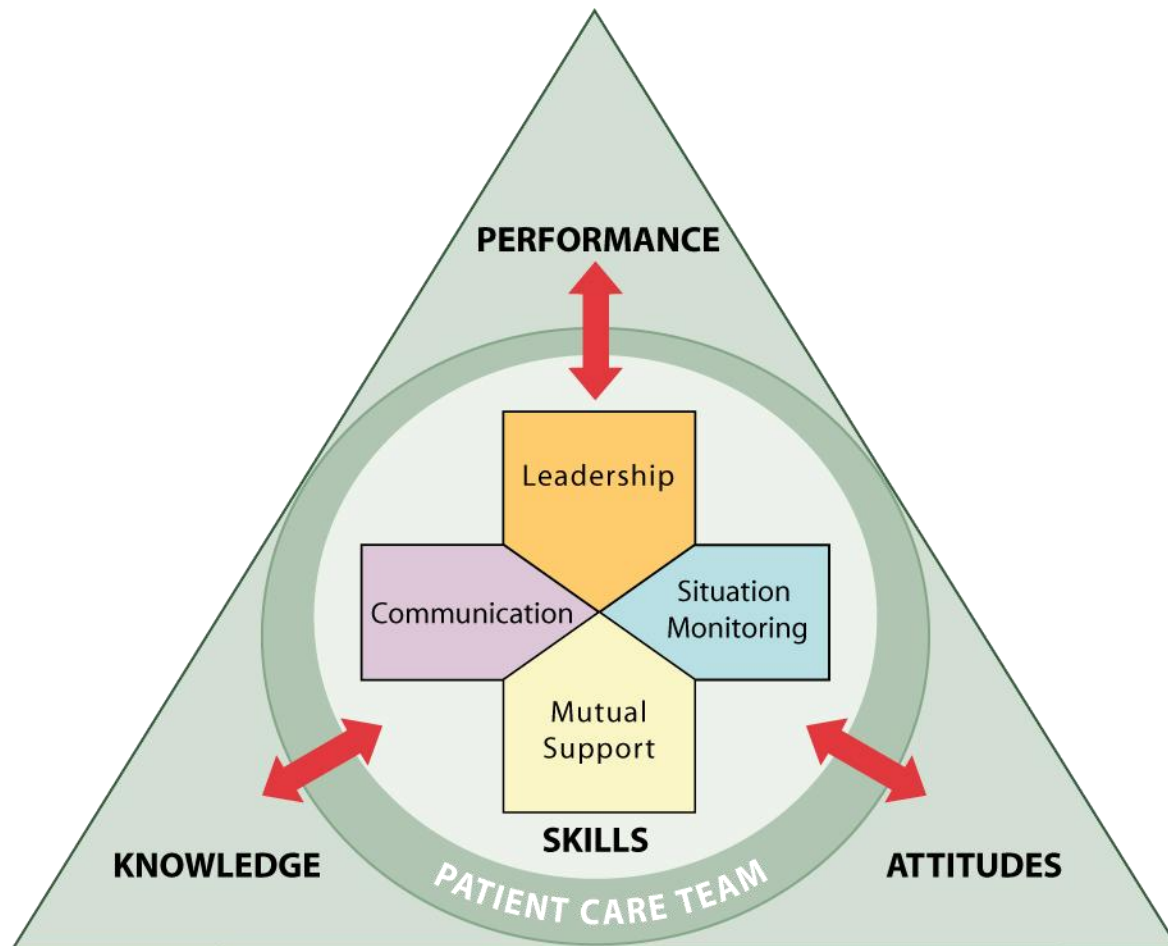 PERFORMANCE
Leadership
Communication
Situation
Monitoring
Mutual
Support
SKILLS
KNOWLEDGE
ATTITUDES
PATIENT CARE TEAM